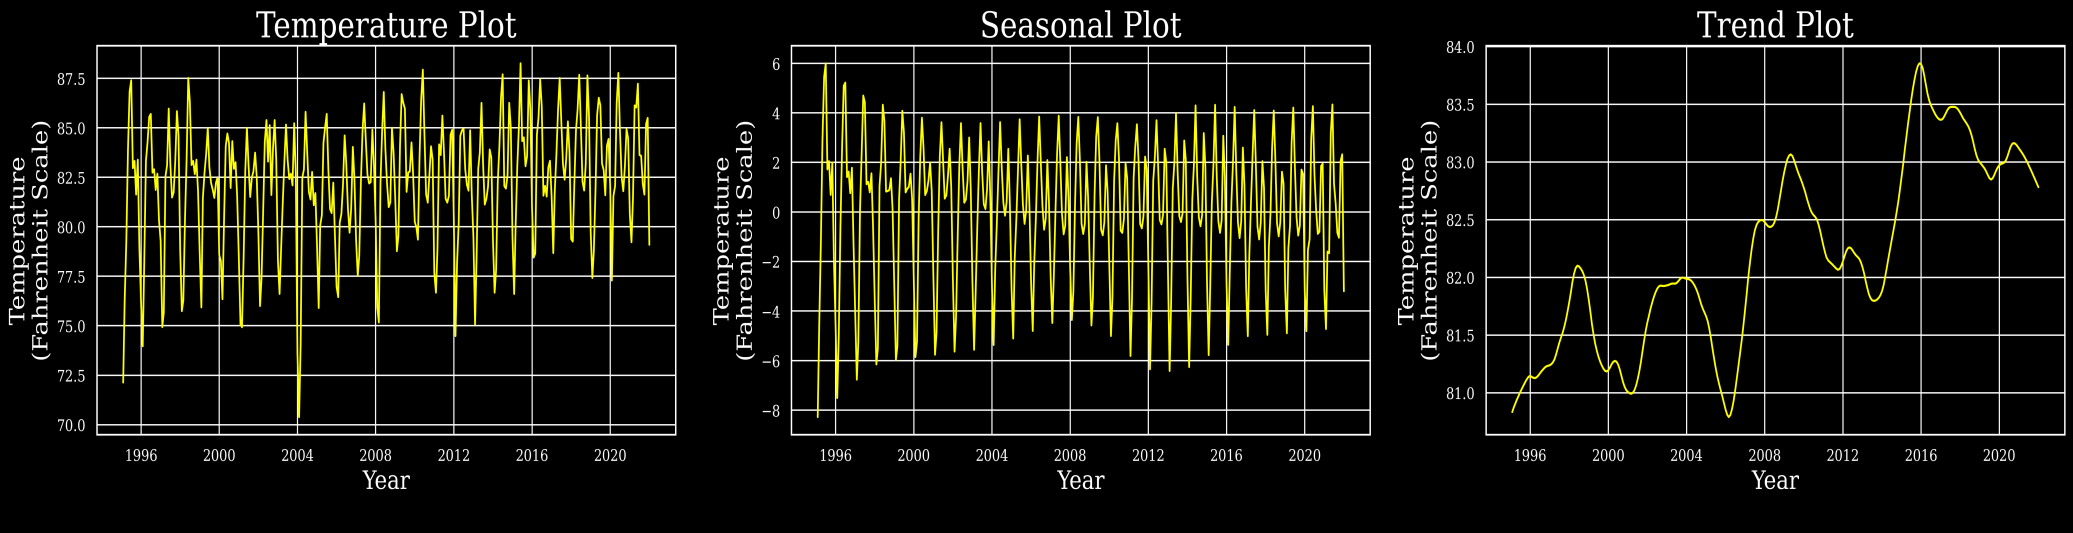 Temperature Plot
Temperature
(Fahrenheit Scale)
87.5
85.0
82.5
80.0
77.5
75.0
72.5
70.0
1996 2000 2004 2008 2012 2016 2020
Year
Seasonal Plot
Temperature
(Fahrenheit Scale)
6
4
2
0
−2
−4
−6
−8
1996 2000 2004 2008 2012 2016 2020
Year
Trend Plot
Temperature
(Fahrenheit Scale)
84.0
83.5
83.0
82.5
82.0
81.5
81.0
1996 2000 2004 2008 2012 2016 2020
Year